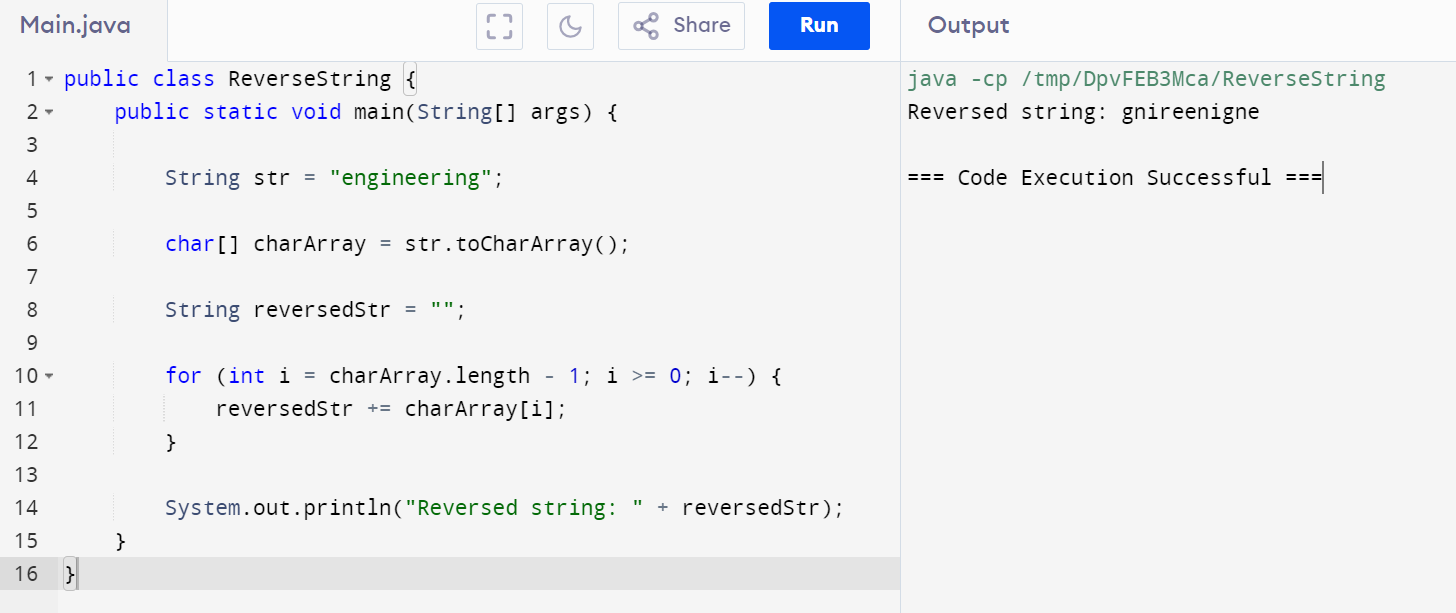 Main.java
Share
Run
Output
1 public class ReverseString {
2     public static void main(String[] args) {
3
4         String str = "engineering";
5
6         char[] charArray = str.toCharArray();
7
8         String reversedStr = "";
9
10         for (int i = charArray.length - 1; i >= 0; i--) {
11             reversedStr += charArray[i];
12         }
13
14         System.out.println("Reversed string: " + reversedStr);
15     }
16 }
java -cp /tmp/DpvFEB3Mca/ReverseString
Reversed string: gnireenigne
=== Code Execution Successful ===